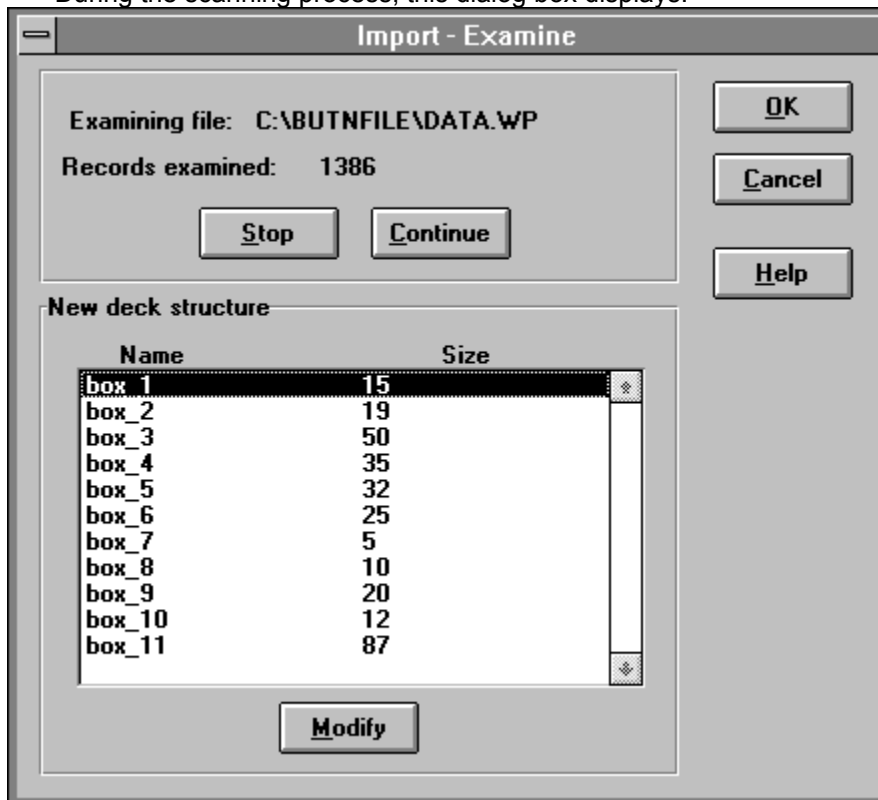 During the scanning process, this dialog box displays:
Import - Examine
Examining file: C:\BUTNFILE\DATA.WP
Records examined: 1386
Stop Continue
OK
Cancel
Help
New deck structure
Name Size
box_1 15
box_2 19
box_3 50
box_4 35
box_5 32
box_6 25
box_7 5
box_8 10
box_9 20
box_10 12
box_11 87
Modify